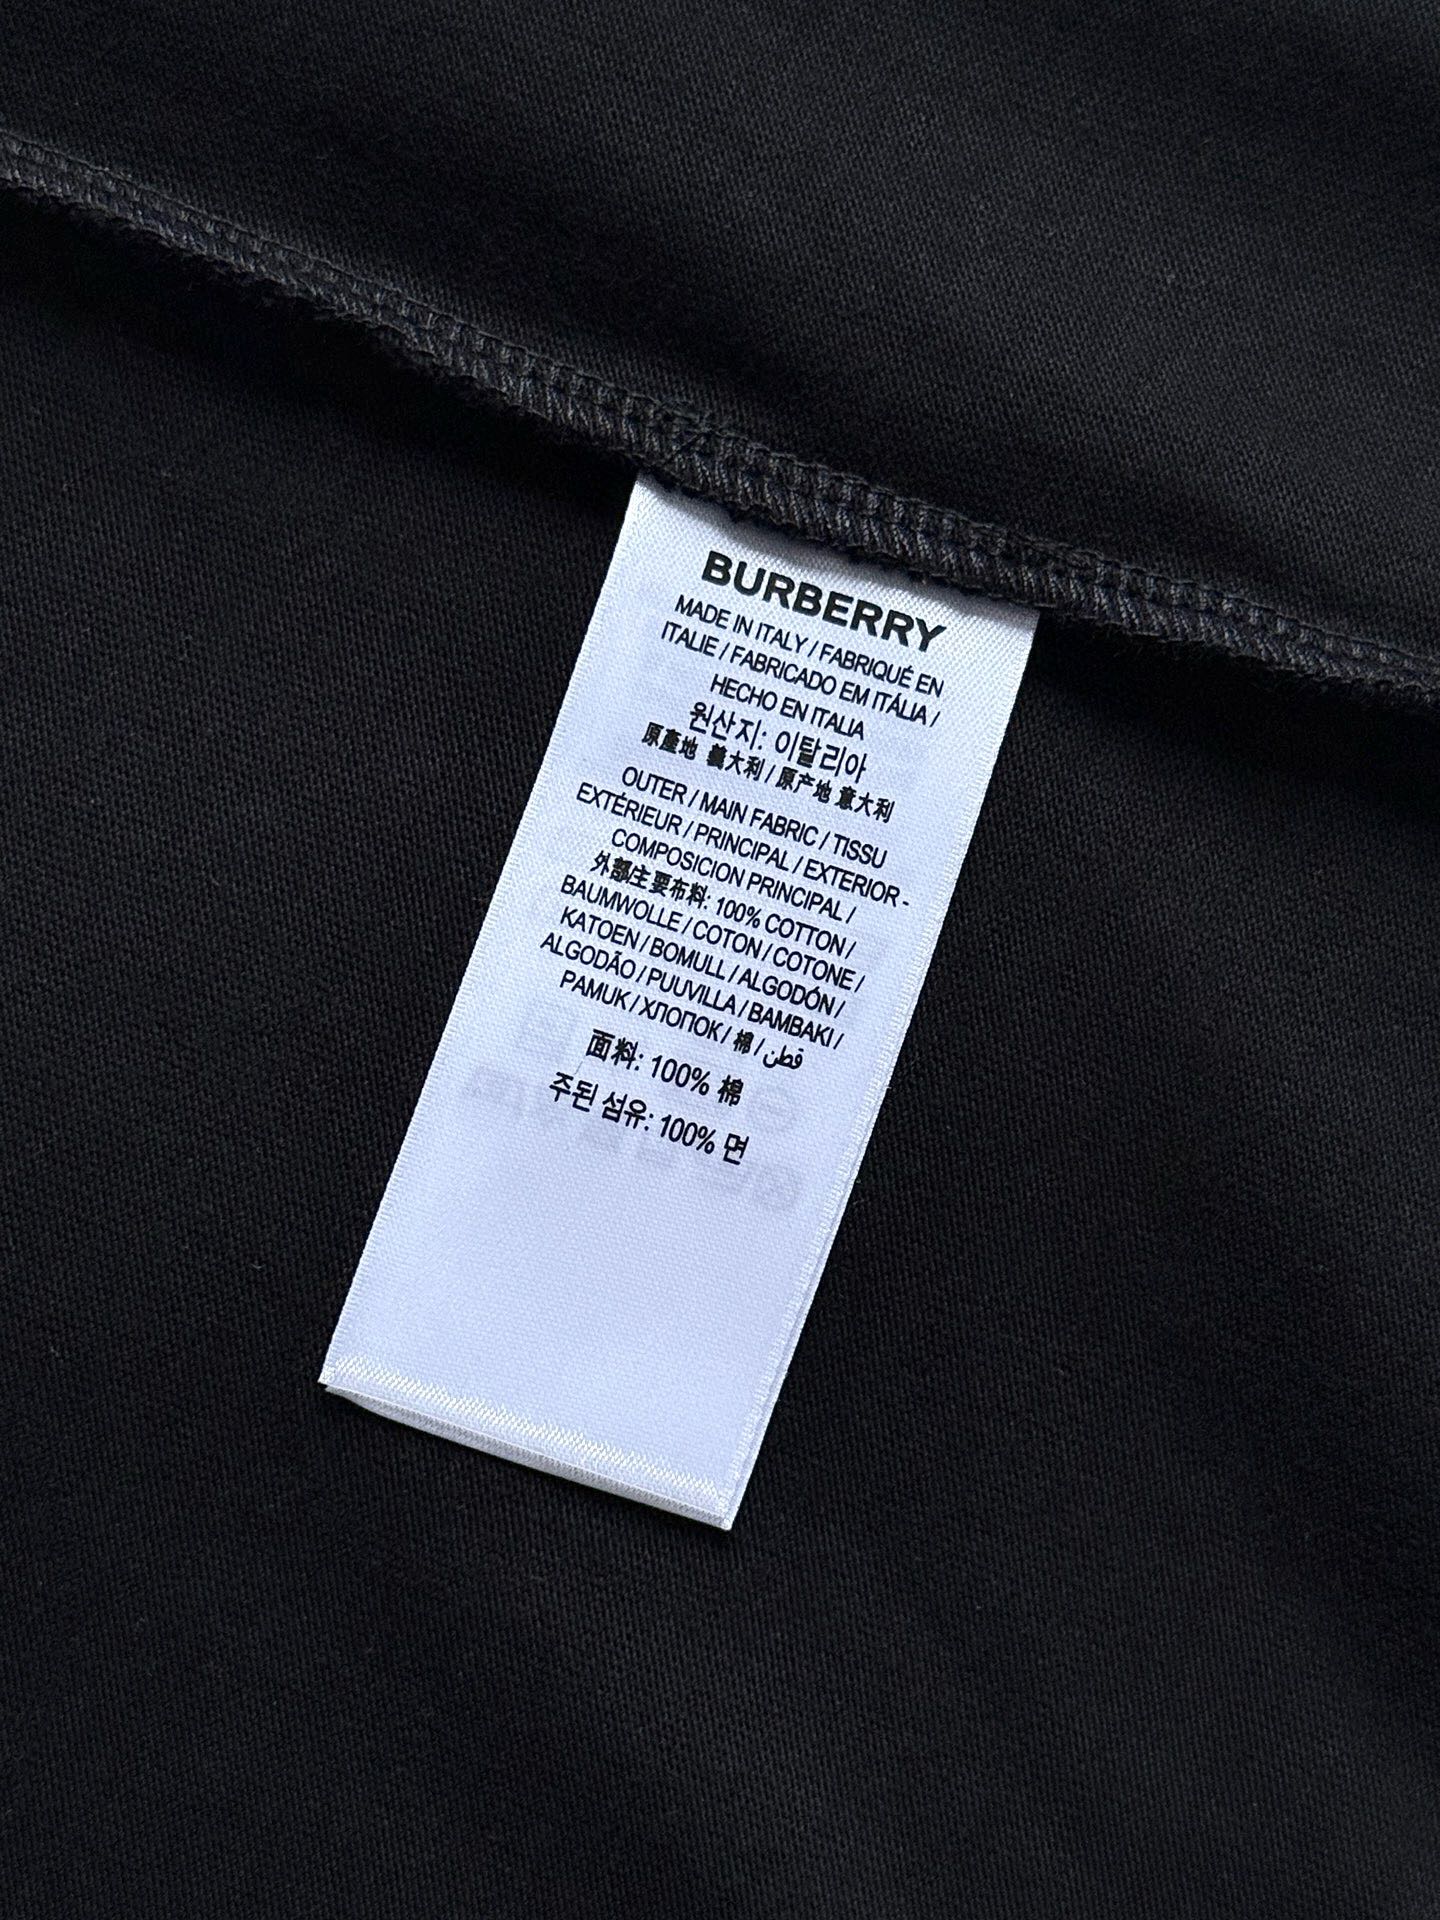 BURBERRY
MADE IN ITALY / FABRIQUÉ EN
ITALIE / FABRICADO EM ITÁLIA /
HECHO EN ITALIA
원산지: 이탈리아
原產地 義大利 / 原产地 意大利
OUTER / MAIN FABRIC / TISSU
EXTÉRIEUR / PRINCIPAL / EXTERIOR -
COMPOSICION PRINCIPAL /
外部/主要布料: 100% COTTON /
BAUMWOLLE / COTON / COTONE /
KATOEN / BOMULL / ALGODÓN /
ALGODÃO / PUUVILLA / BAMBAKI /
PAMUK / ХЛОПОК / 棉 / قطن
面料: 100% 棉
주된 섬유: 100% 면